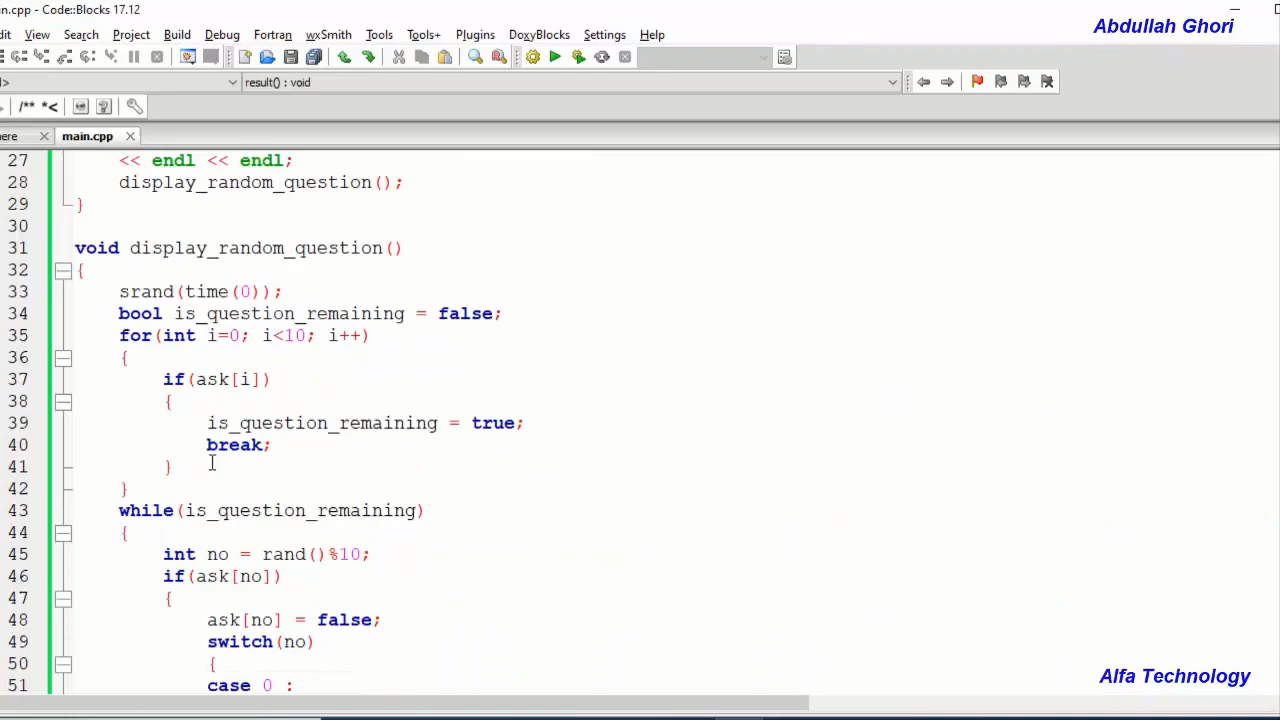 in.cpp - Code::Blocks 17.12
Abdullah Ghori
dit View Search Project Build Debug Fortran wxSmith Tools Tools+ Plugins DoxyBlocks Settings Help
l> result() : void
/** *<
here main.cpp
27 << endl << endl;
28 display_random_question();
29 }
30
31 void display_random_question()
32 {
33 srand(time(0));
34 bool is_question_remaining = false;
35 for(int i=0; i<10; i++)
36 {
37 if(ask[i])
38 {
39 is_question_remaining = true;
40 break;
41 }
42 }
43 while(is_question_remaining)
44 {
45 int no = rand()%10;
46 if(ask[no])
47 {
48 ask[no] = false;
49 switch(no)
50 {
51 case 0 :
Alfa Technology